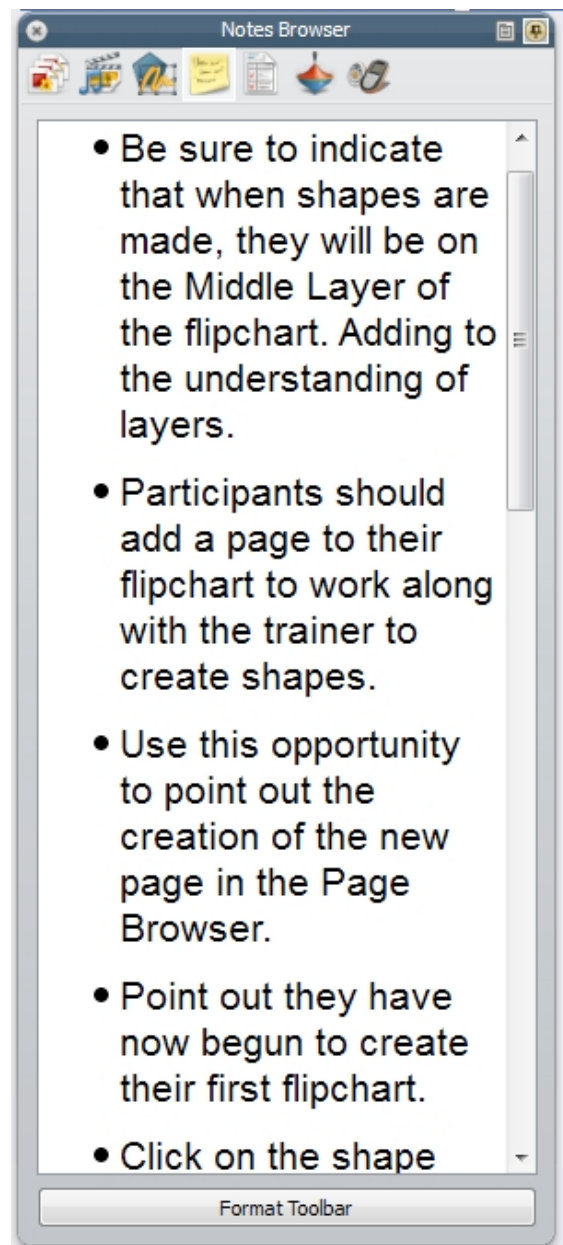 Notes Browser
• Be sure to indicate
that when shapes are
made, they will be on
the Middle Layer of
the flipchart. Adding to
the understanding of
layers.
• Participants should
add a page to their
flipchart to work along
with the trainer to
create shapes.
• Use this opportunity
to point out the
creation of the new
page in the Page
Browser.
• Point out they have
now begun to create
their first flipchart.
• Click on the shape
Format Toolbar